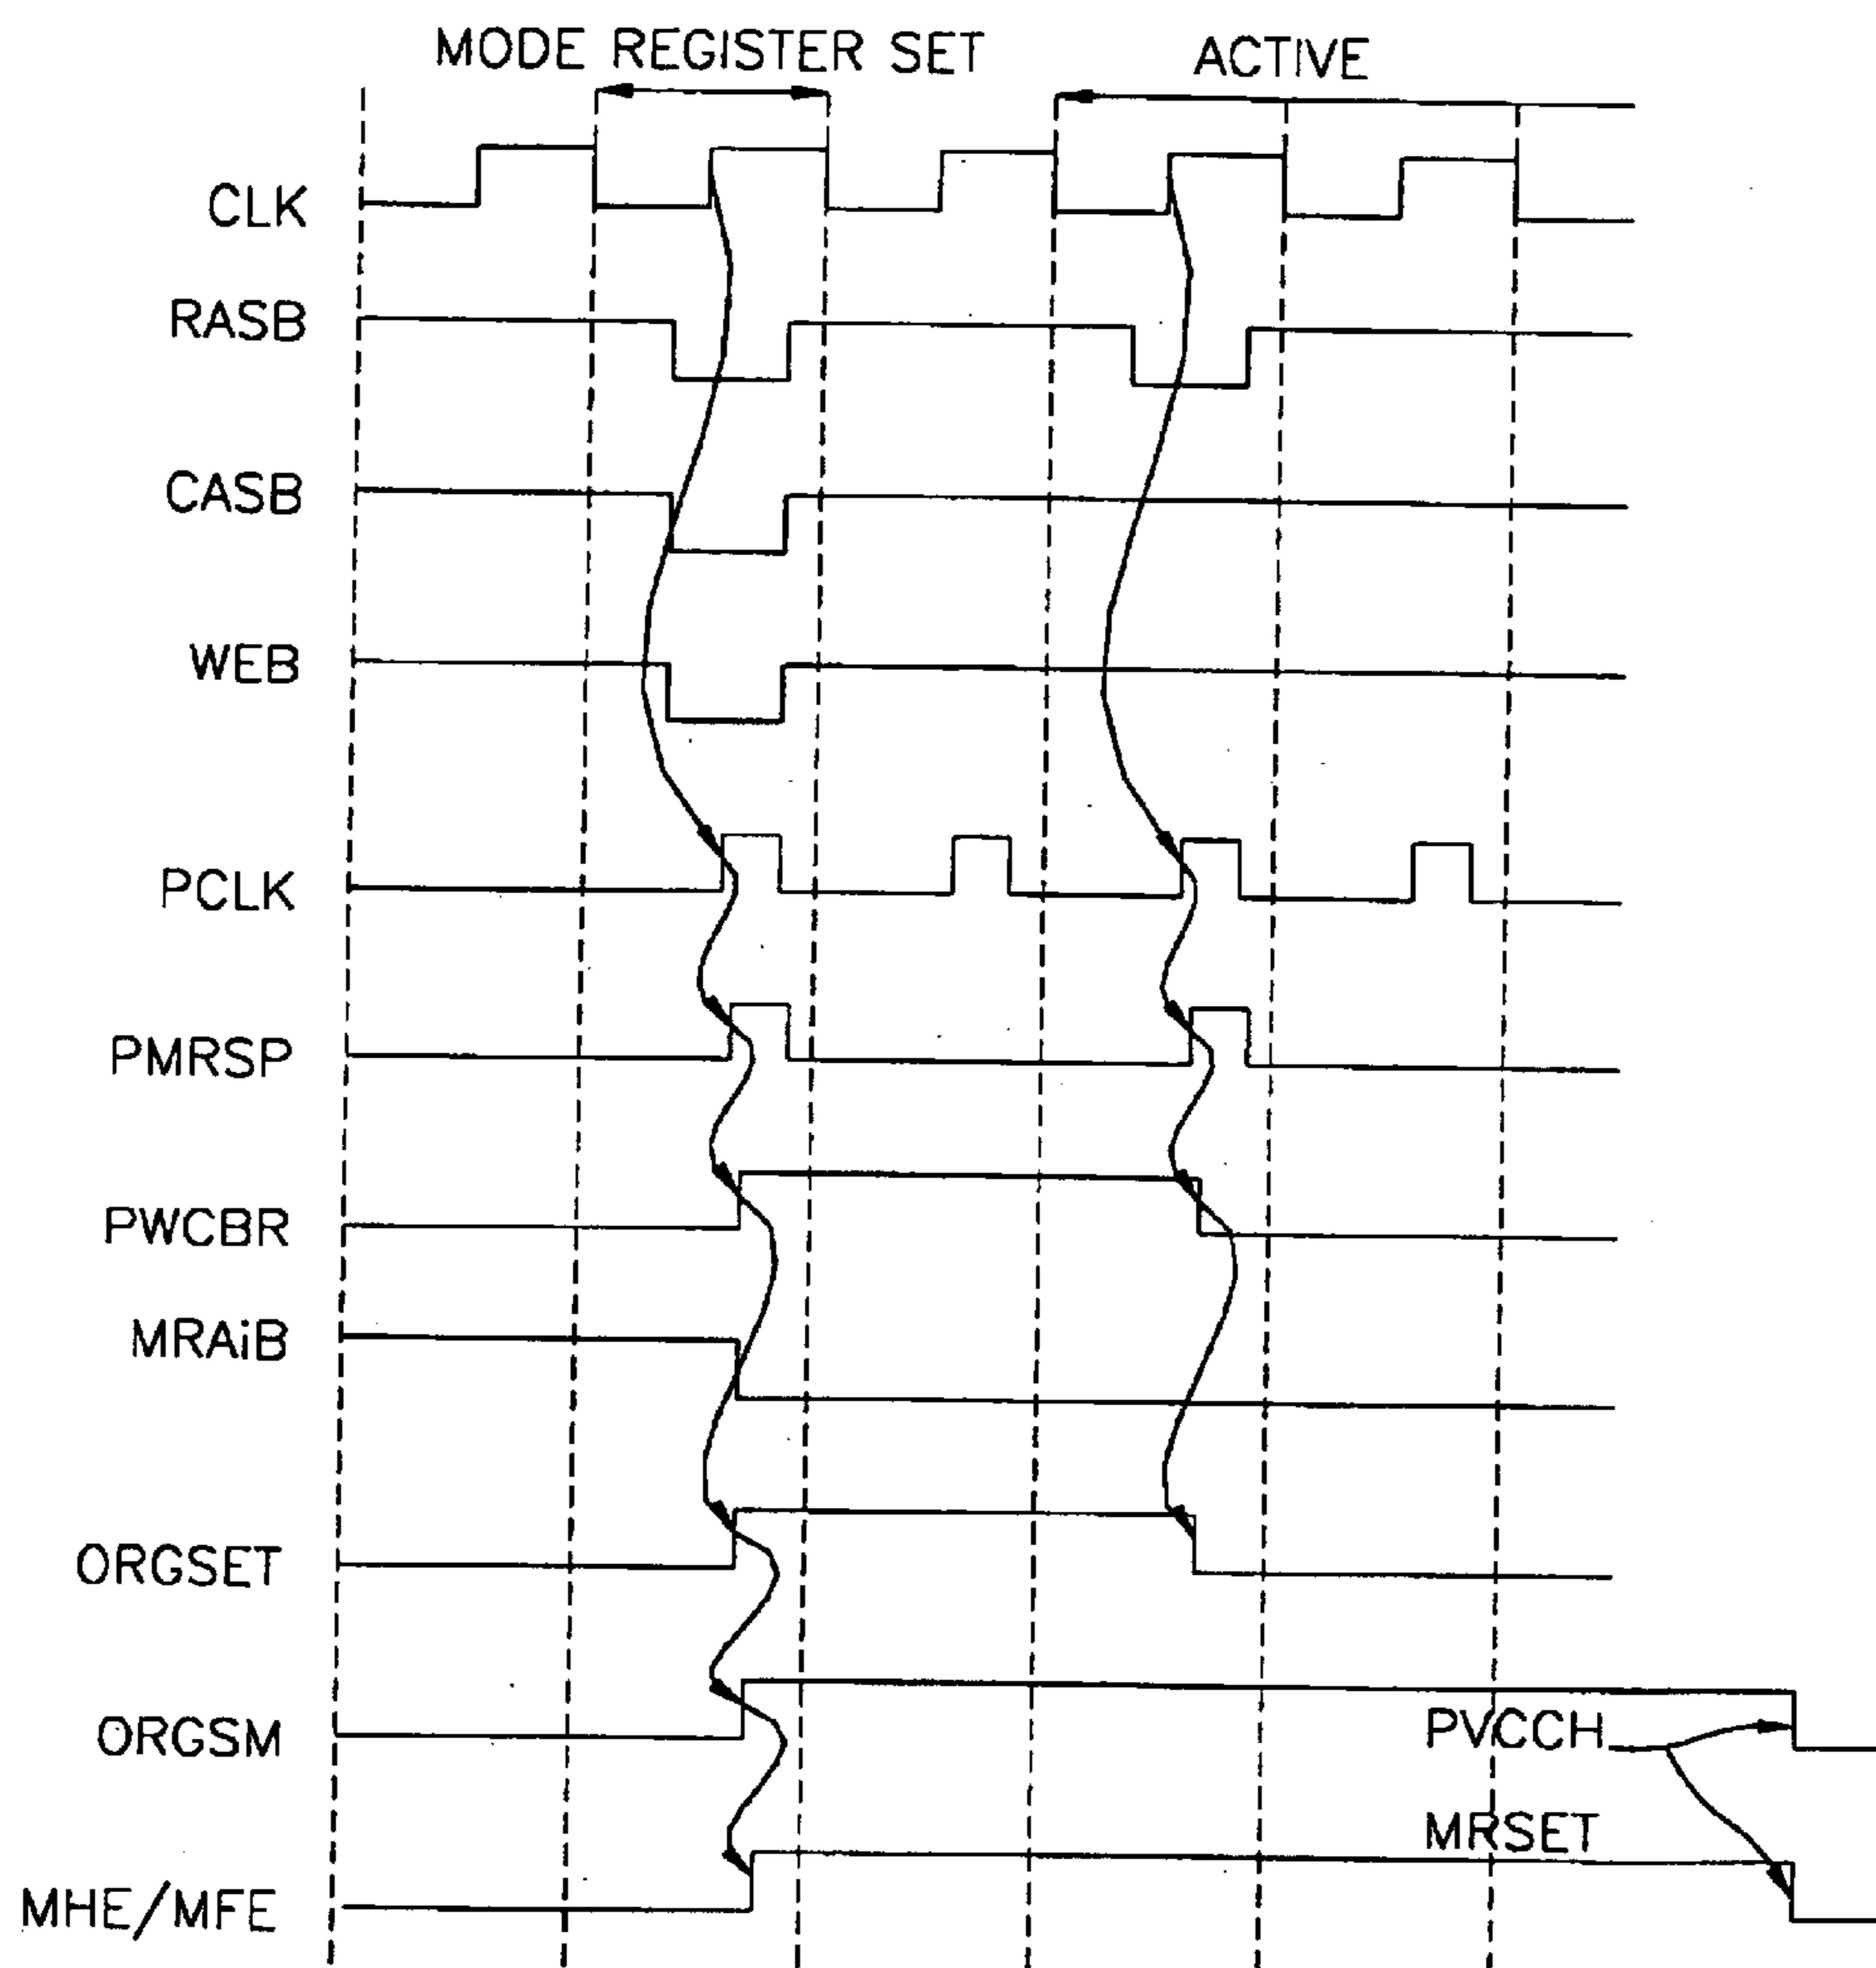 MODE REGISTER SET
ACTIVE
CLK
RASB
CASB
WEB
PCLK
PMRSP
PWCBR
MRAiB
ORGSET
ORGSM
PVCCH
MRSET
MHE/MFE